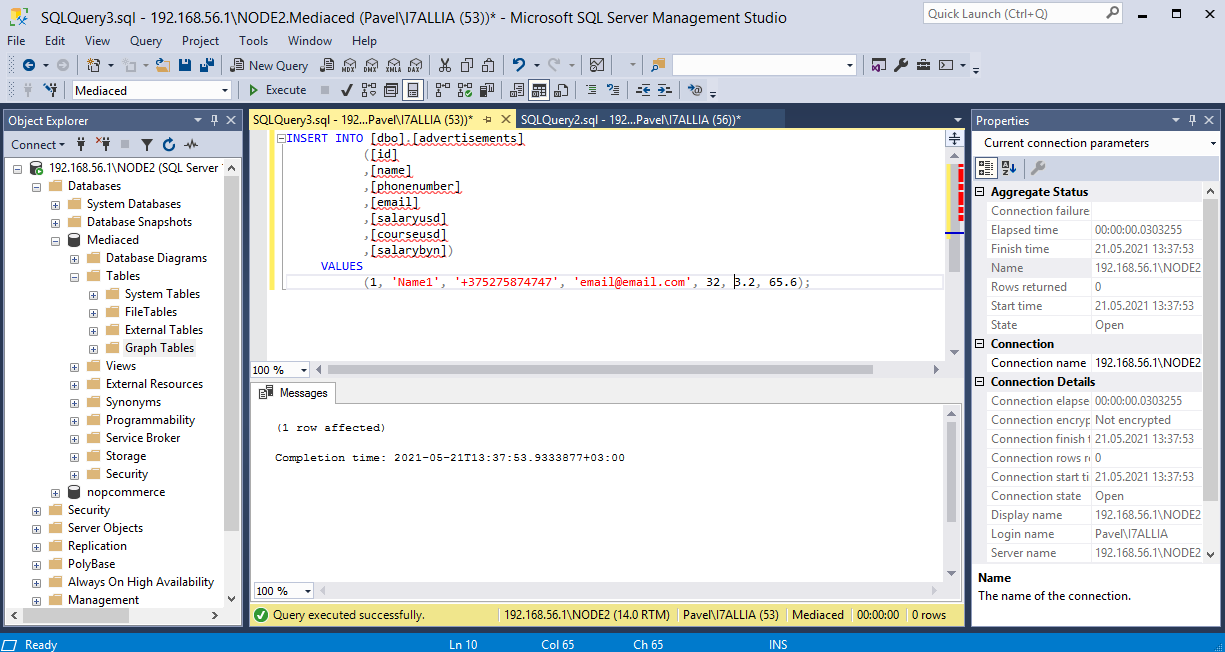 SQLQuery3.sql - 192.168.56.1\NODE2.Mediaced (Pavel\I7ALLIA (53))* - Microsoft SQL Server Management Studio
Quick Launch (Ctrl+Q)
File Edit View Query Project Tools Window Help
New Query MDX DMX XMLA DAX
Mediaced Execute
Object Explorer
Connect
192.168.56.1\NODE2 (SQL Server
Databases
System Databases
Database Snapshots
Mediaced
Database Diagrams
Tables
System Tables
FileTables
External Tables
Graph Tables
Views
External Resources
Synonyms
Programmability
Service Broker
Storage
Security
nopcommerce
Security
Server Objects
Replication
PolyBase
Always On High Availability
Management
SQLQuery3.sql - 192...Pavel\I7ALLIA (53))* SQLQuery2.sql - 192...Pavel\I7ALLIA (56))*
INSERT INTO [dbo].[advertisements]
([id]
,[name]
,[phonenumber]
,[email]
,[salaryusd]
,[courseusd]
,[salarybyn])
VALUES
(1, 'Name1', '+375275874747', 'email@email.com', 32, 3.2, 65.6);
100 %
Messages
(1 row affected)
Completion time: 2021-05-21T13:37:53.9333877+03:00
100 %
Query executed successfully. 192.168.56.1\NODE2 (14.0 RTM) Pavel\I7ALLIA (53) Mediaced 00:00:00 0 rows
Properties
Current connection parameters
Aggregate Status
Connection failure
Elapsed time 00:00:00.0303255
Finish time 21.05.2021 13:37:53
Name 192.168.56.1\NODE2
Rows returned 0
Start time 21.05.2021 13:37:53
State Open
Connection
Connection name 192.168.56.1\NODE2
Connection Details
Connection elapse 00:00:00.0303255
Connection encryp Not encrypted
Connection finish t 21.05.2021 13:37:53
Connection rows r 0
Connection start ti 21.05.2021 13:37:53
Connection state Open
Display name 192.168.56.1\NODE2
Login name Pavel\I7ALLIA
Server name 192.168.56.1\NODE2
Name
The name of the connection.
Ready Ln 10 Col 65 Ch 65 INS